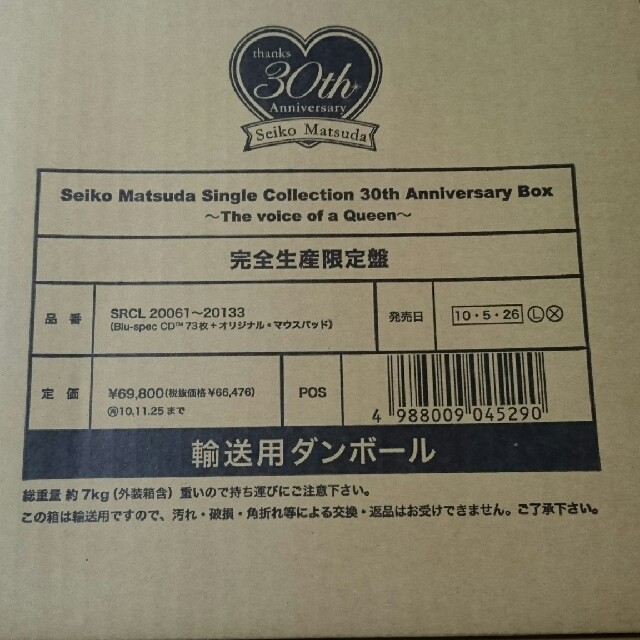 thanks
30th
Anniversary
Seiko Matsuda
Seiko Matsuda Single Collection 30th Anniversary Box
～The voice of a Queen～
完全生産限定盤
品 番
SRCL 20061～20133
(Blu-spec CD™ 73枚+オリジナル・マウスパッド)
発売日
10・5・26 Ⓛ Ⓧ
定 価
¥69,800(税抜価格¥66,476)
㋐10.11.25 まで
POS
4 988009 045290
輸送用ダンボール
総重量 約 7kg (外装箱含) 重いので持ち運びにご注意下さい。
この箱は輸送用ですので、汚れ・破損・角折れ等による交換・返品はお受けできません。ご了承下さい。